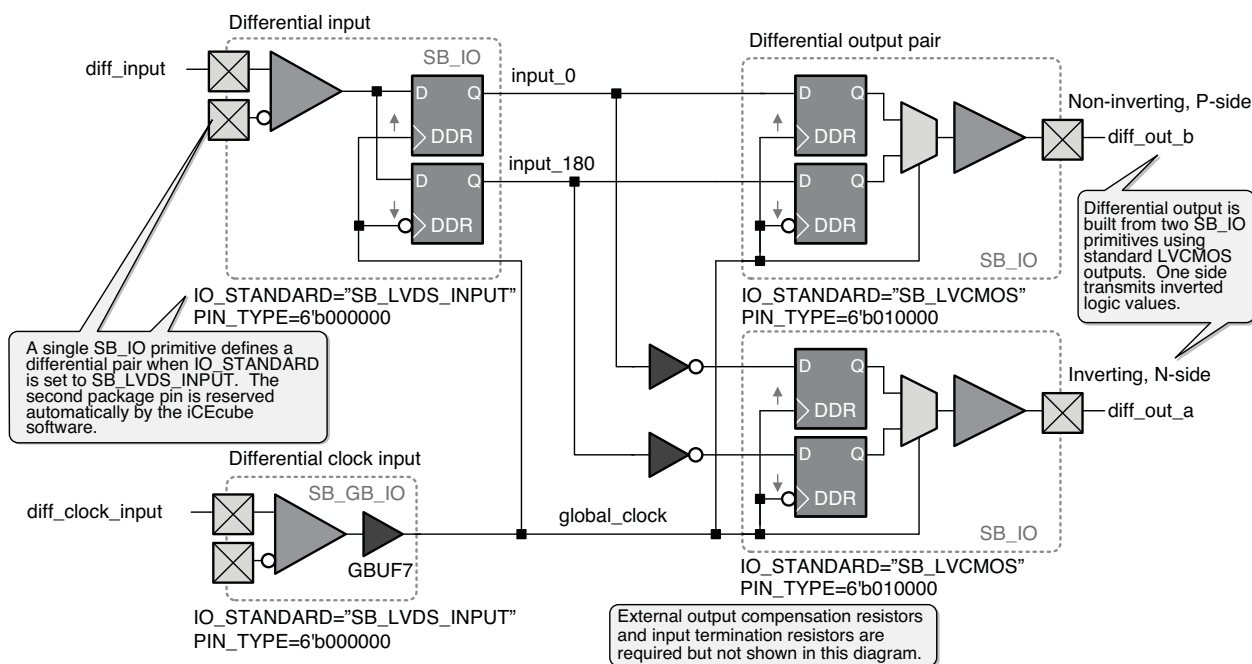 Differential input
SB_IO
diff_input
D Q
DDR
D Q
DDR
input_0
input_180
IO_STANDARD=”SB_LVDS_INPUT”
PIN_TYPE=6'b000000
A single SB_IO primitive defines a
differential pair when IO_STANDARD
is set to SB_LVDS_INPUT. The
second package pin is reserved
automatically by the iCEcube
software.
Differential output pair
D Q
DDR
D Q
DDR
SB_IO
Non-inverting, P-side
diff_out_b
IO_STANDARD=”SB_LVCMOS”
PIN_TYPE=6'b010000
Differential output is
built from two SB_IO
primitives using
standard LVCMOS
outputs. One side
transmits inverted
logic values.
D Q
DDR
D Q
DDR
SB_IO
Inverting, N-side
diff_out_a
IO_STANDARD=”SB_LVCMOS”
PIN_TYPE=6'b010000
Differential clock input
SB_GB_IO
diff_clock_input
GBUF7
global_clock
IO_STANDARD=”SB_LVDS_INPUT”
PIN_TYPE=6'b000000
External output compensation resistors
and input termination resistors are
required but not shown in this diagram.